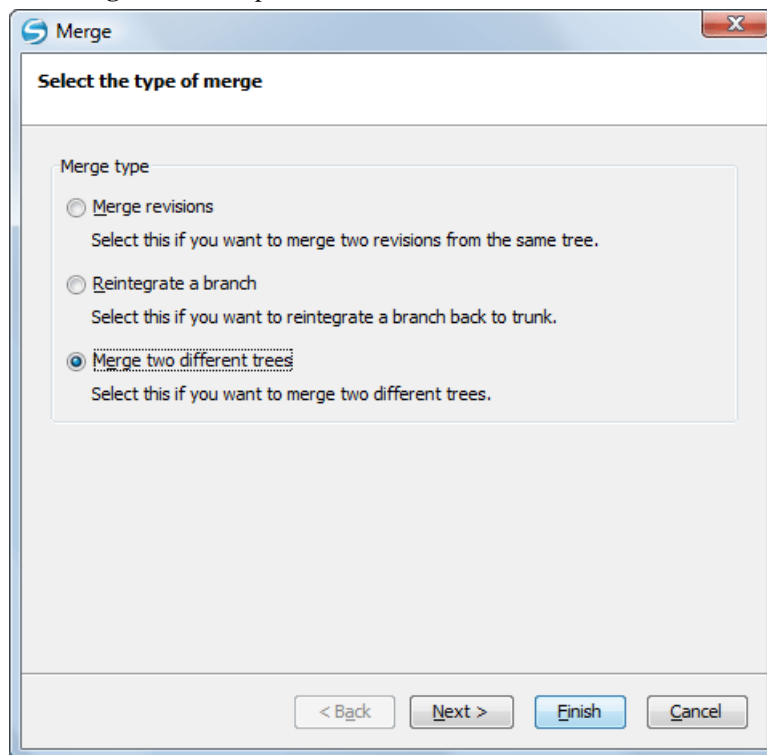 Merge
Select the type of merge
Merge type
Merge revisions
Select this if you want to merge two revisions from the same tree.
Reintegrate a branch
Select this if you want to reintegrate a branch back to trunk.
Merge two different trees
Select this if you want to merge two different trees.
< Back Next > Finish Cancel